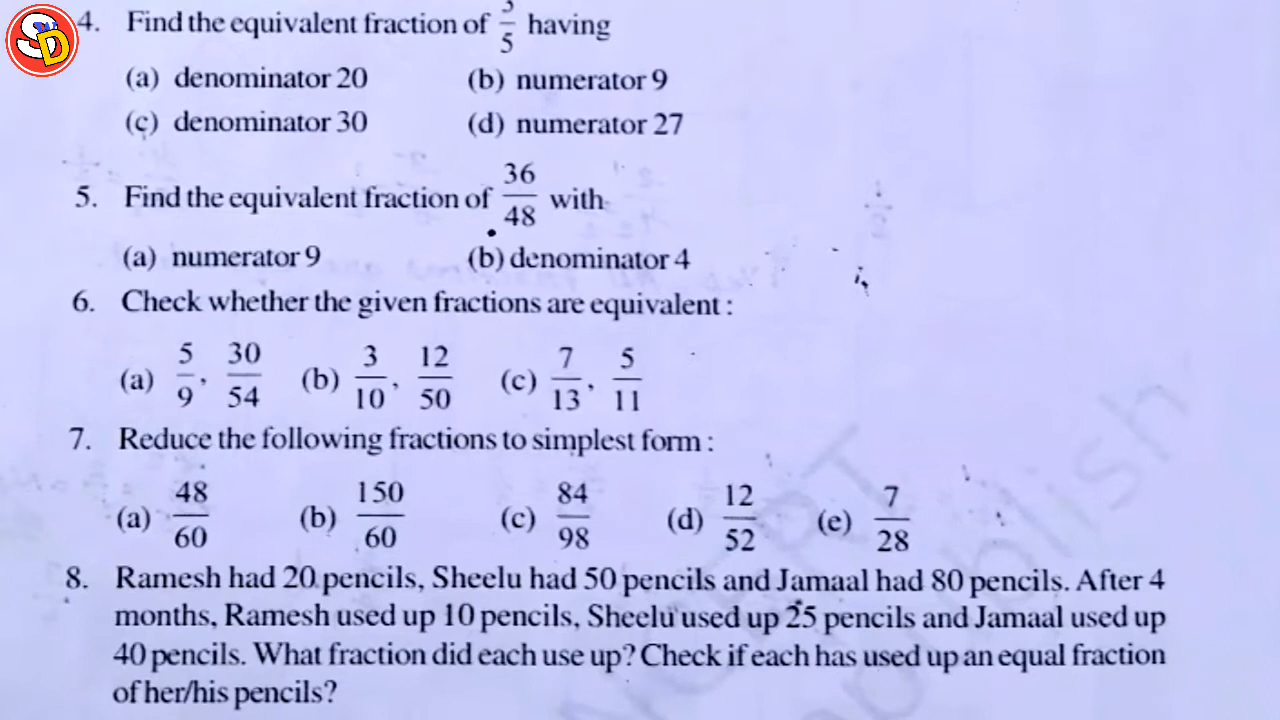 SD
4. Find the equivalent fraction of 3/5 having
(a) denominator 20 (b) numerator 9
(c) denominator 30 (d) numerator 27
5. Find the equivalent fraction of 36/48 with
(a) numerator 9 (b) denominator 4
6. Check whether the given fractions are equivalent :
(a) 5/9, 30/54 (b) 3/10, 12/50 (c) 7/13, 5/11
7. Reduce the following fractions to simplest form :
(a) 48/60 (b) 150/60 (c) 84/98 (d) 12/52 (e) 7/28
8. Ramesh had 20 pencils, Sheelu had 50 pencils and Jamaal had 80 pencils. After 4
months, Ramesh used up 10 pencils, Sheelu used up 25 pencils and Jamaal used up
40 pencils. What fraction did each use up? Check if each has used up an equal fraction
of her/his pencils?